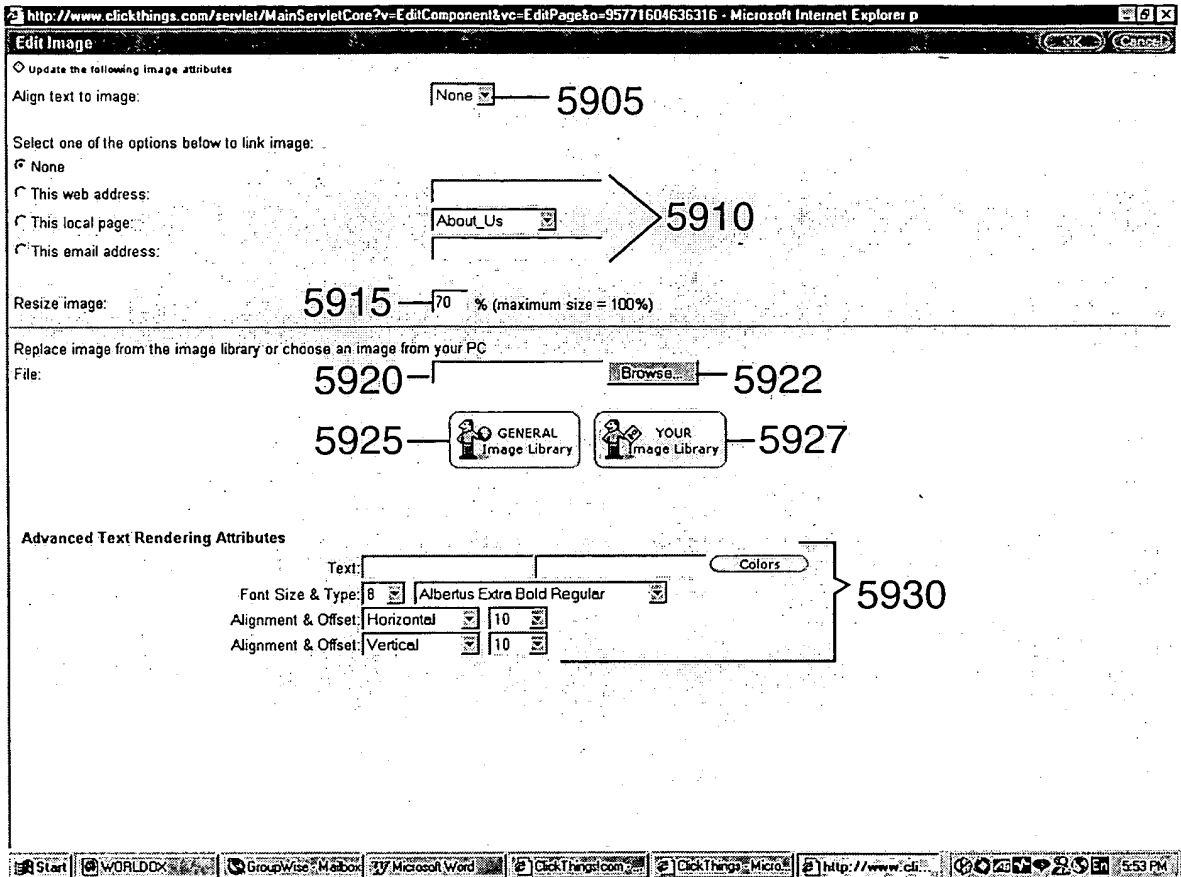 http://www.clickthings.com/servlet/MainServletCore?v=EditComponent&vc=EditPage&o=95771604636316 - Microsoft Internet Explorer p
Edit Image OK Cancel
Update the following image attributes
Align text to image: None 5905
Select one of the options below to link image:
None
This web address:
This local page: About_Us 5910
This email address:
Resize image: 5915 70 % (maximum size = 100%)
Replace image from the image library or choose an image from your PC
File: 5920 Browse... 5922
5925 GENERAL Image Library YOUR Image Library 5927
Advanced Text Rendering Attributes
Text: Colors
Font Size & Type: 8 Albertus Extra Bold Regular 5930
Alignment & Offset: Horizontal 10
Alignment & Offset: Vertical 10
Start WORLDOX GroupWise - Mailbox Microsoft Word ClickThings!com ClickThings - Micro... http://www.cli... En 5:53 PM